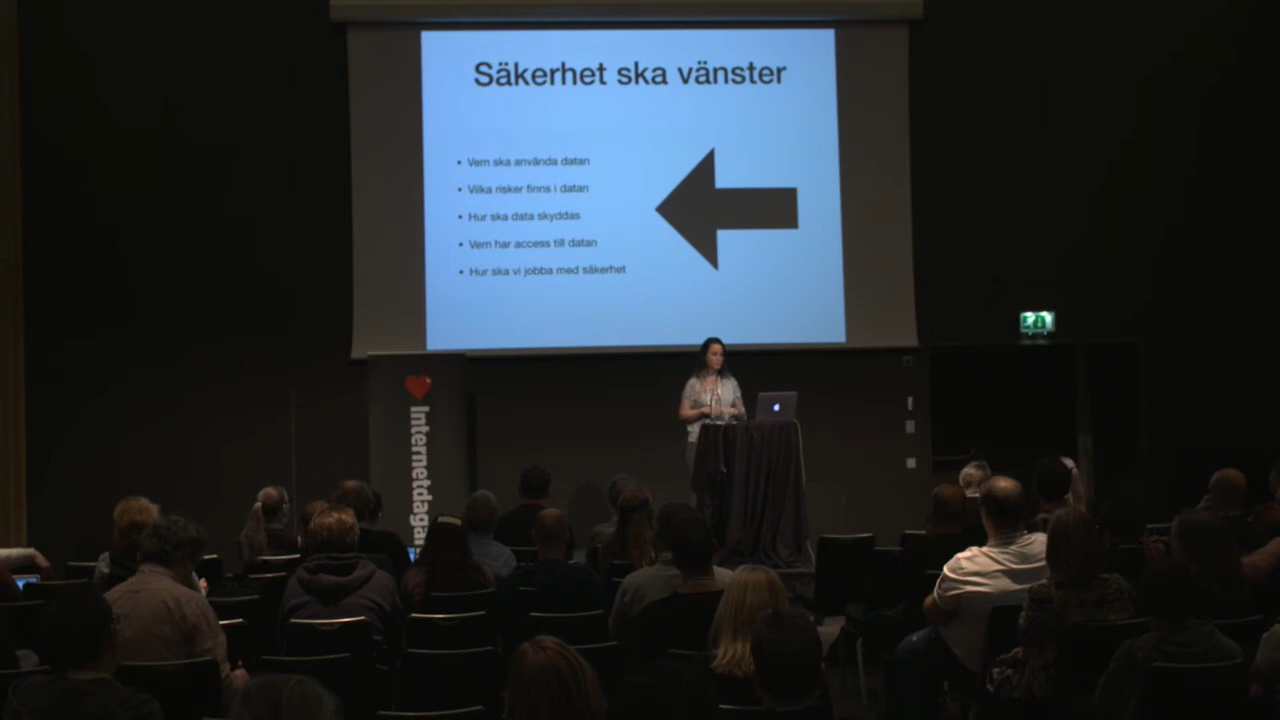 Säkerhet ska vänster
• Vem ska använda datan
• Vilka risker finns i datan
• Hur ska data skyddas
• Vem har access till datan
• Hur ska vi jobba med säkerhet
Internetdagar